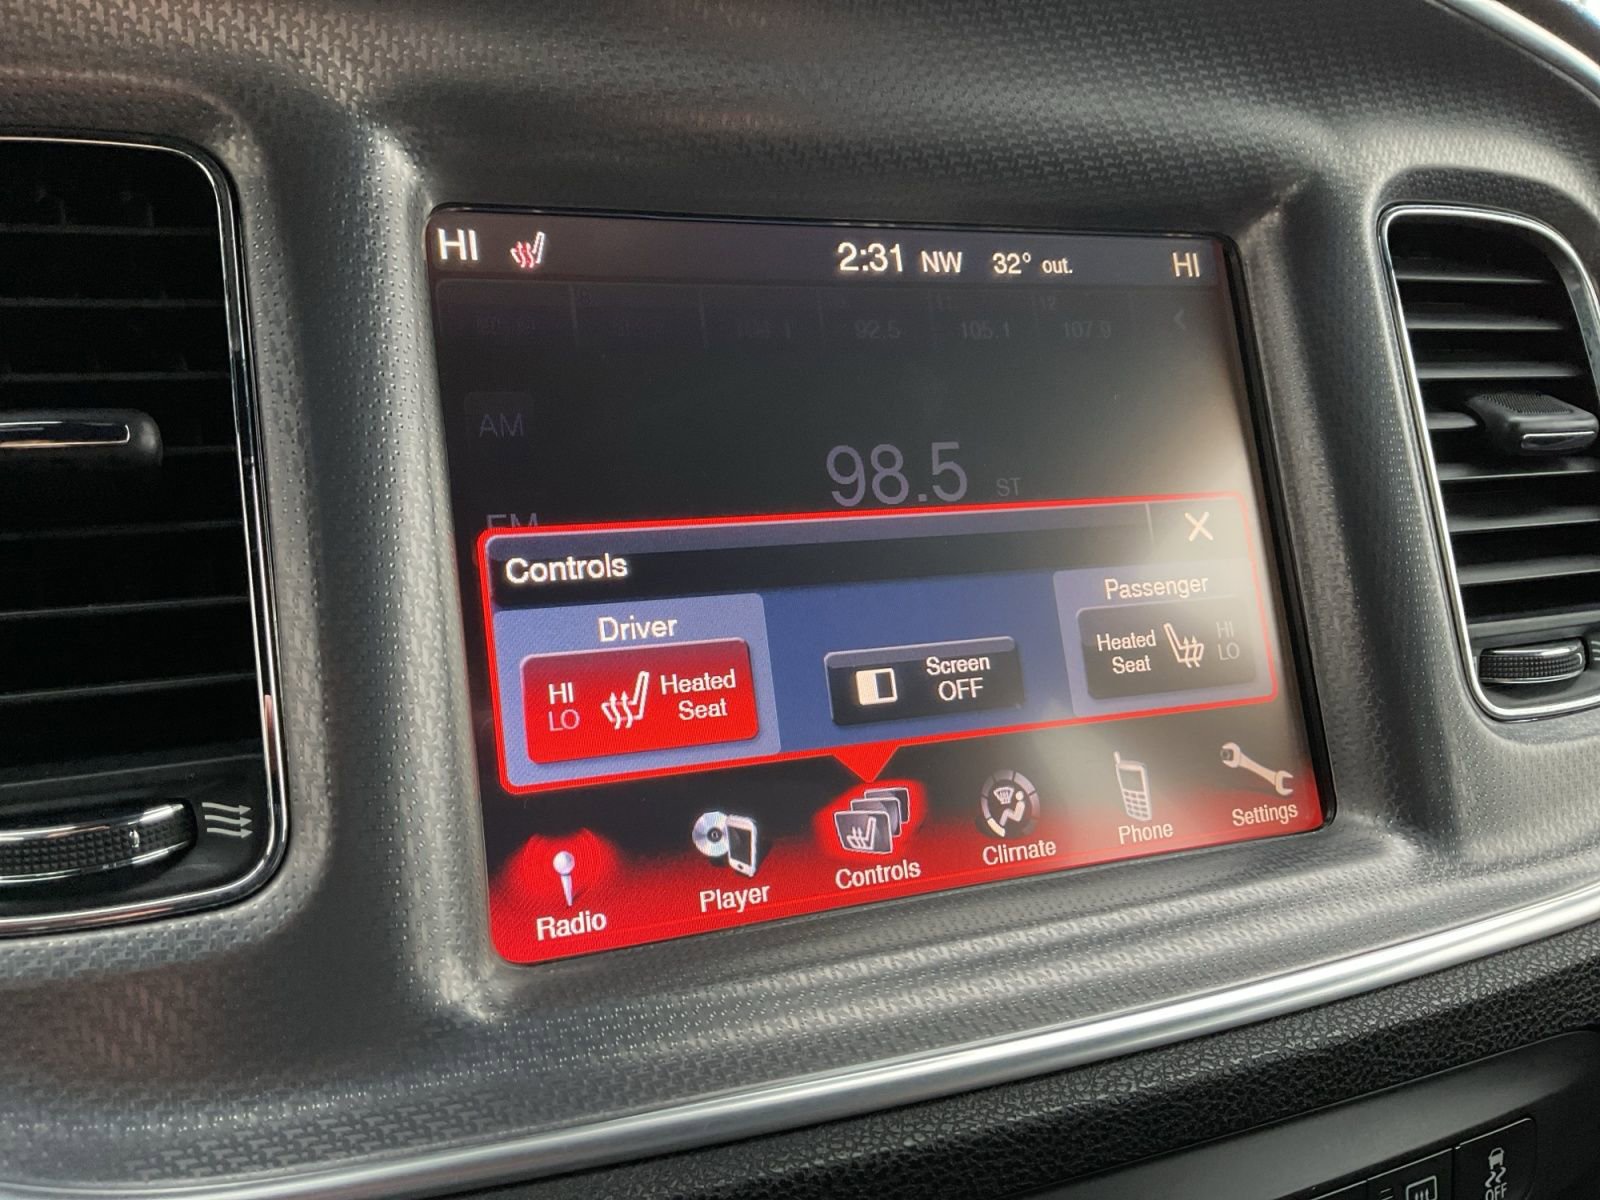 HI 2:31 NW 32° out. HI
92.5 105.1 107.9
AM
98.5 ST
FM
Controls X
Driver
HI
LO
Heated
Seat
Screen
OFF
Passenger
Heated
Seat
HI
LO
Radio Player Controls Climate Phone Settings
OFF